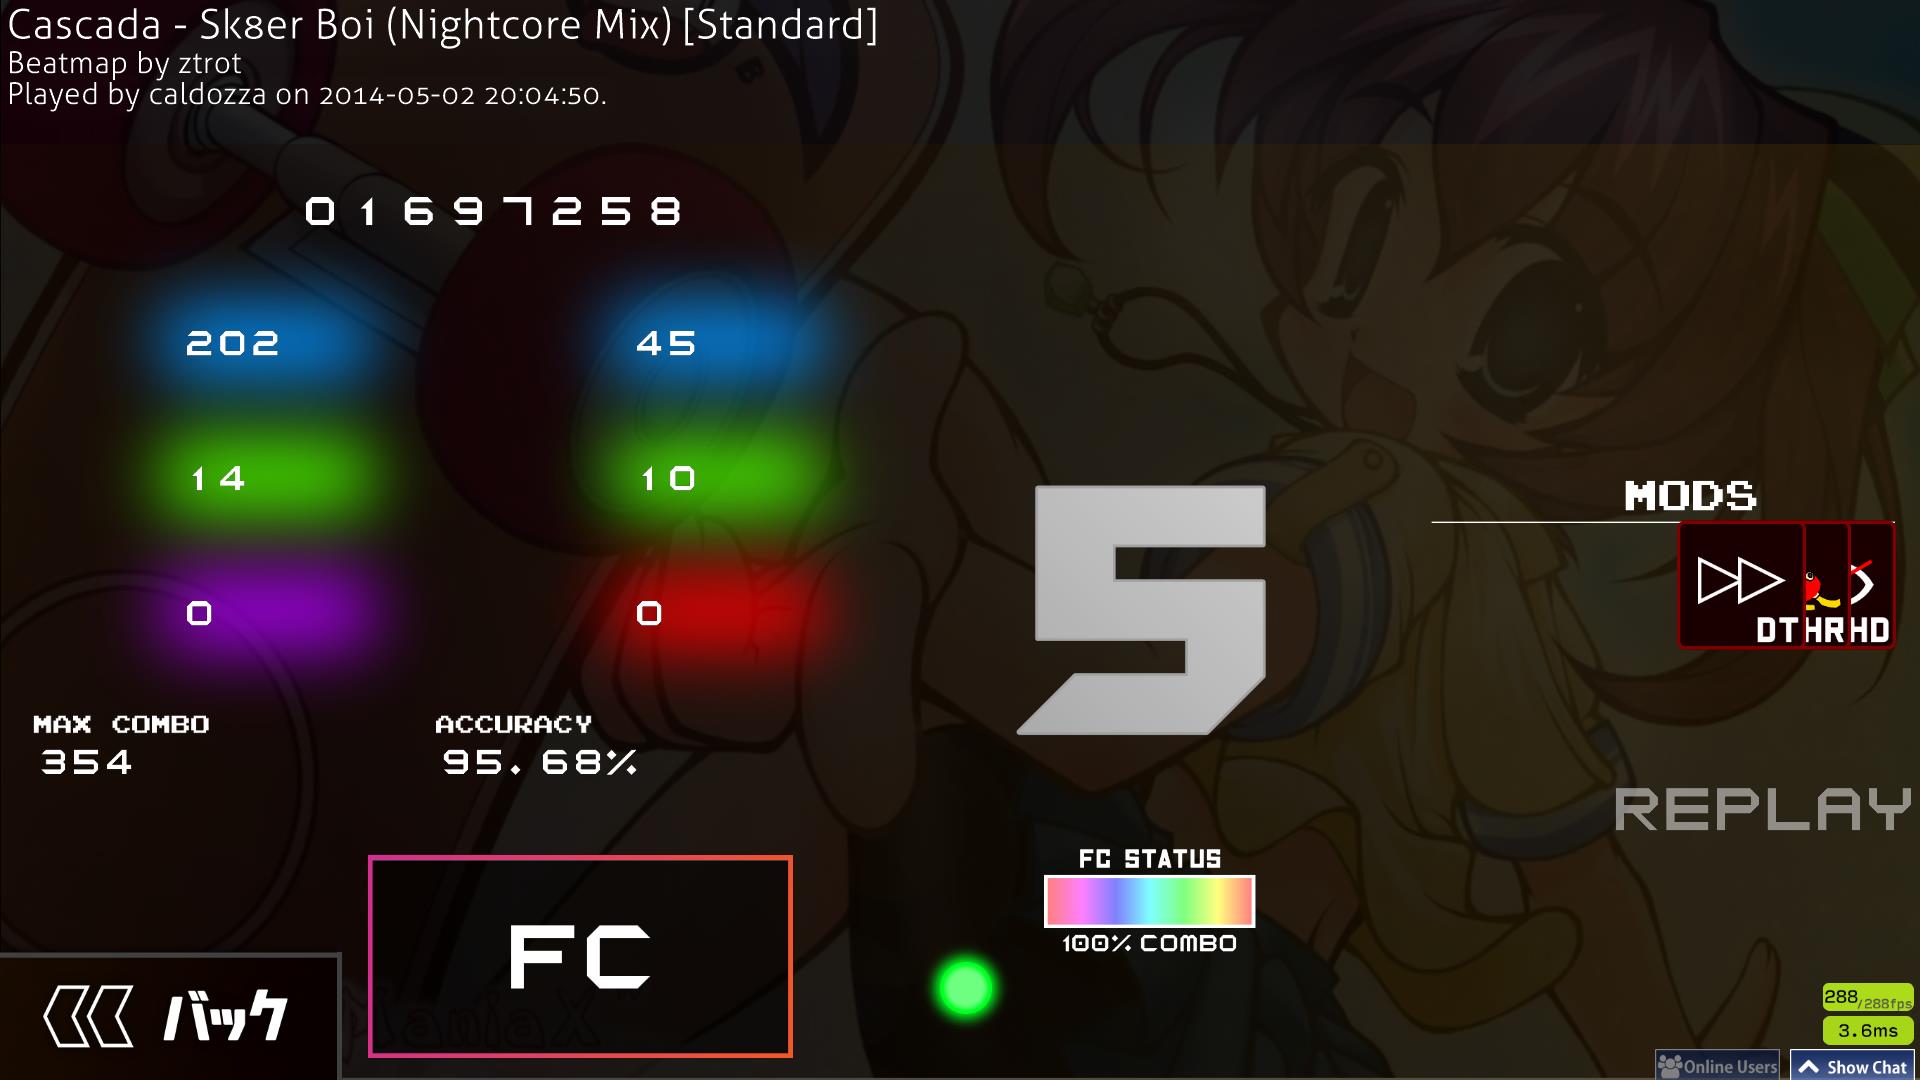 Cascada - Sk8er Boi (Nightcore Mix) [Standard]
Beatmap by ztrot
Played by caldozza on 2014-05-02 20:04:50.
01697258
202 45
14 10
0 0
MAX COMBO ACCURACY
354 95.68%
S
MODS
DT HR HD
REPLAY
FC
FC STATUS
100% COMBO
バック
288/288fps
3.6ms
Online Users
Show Chat